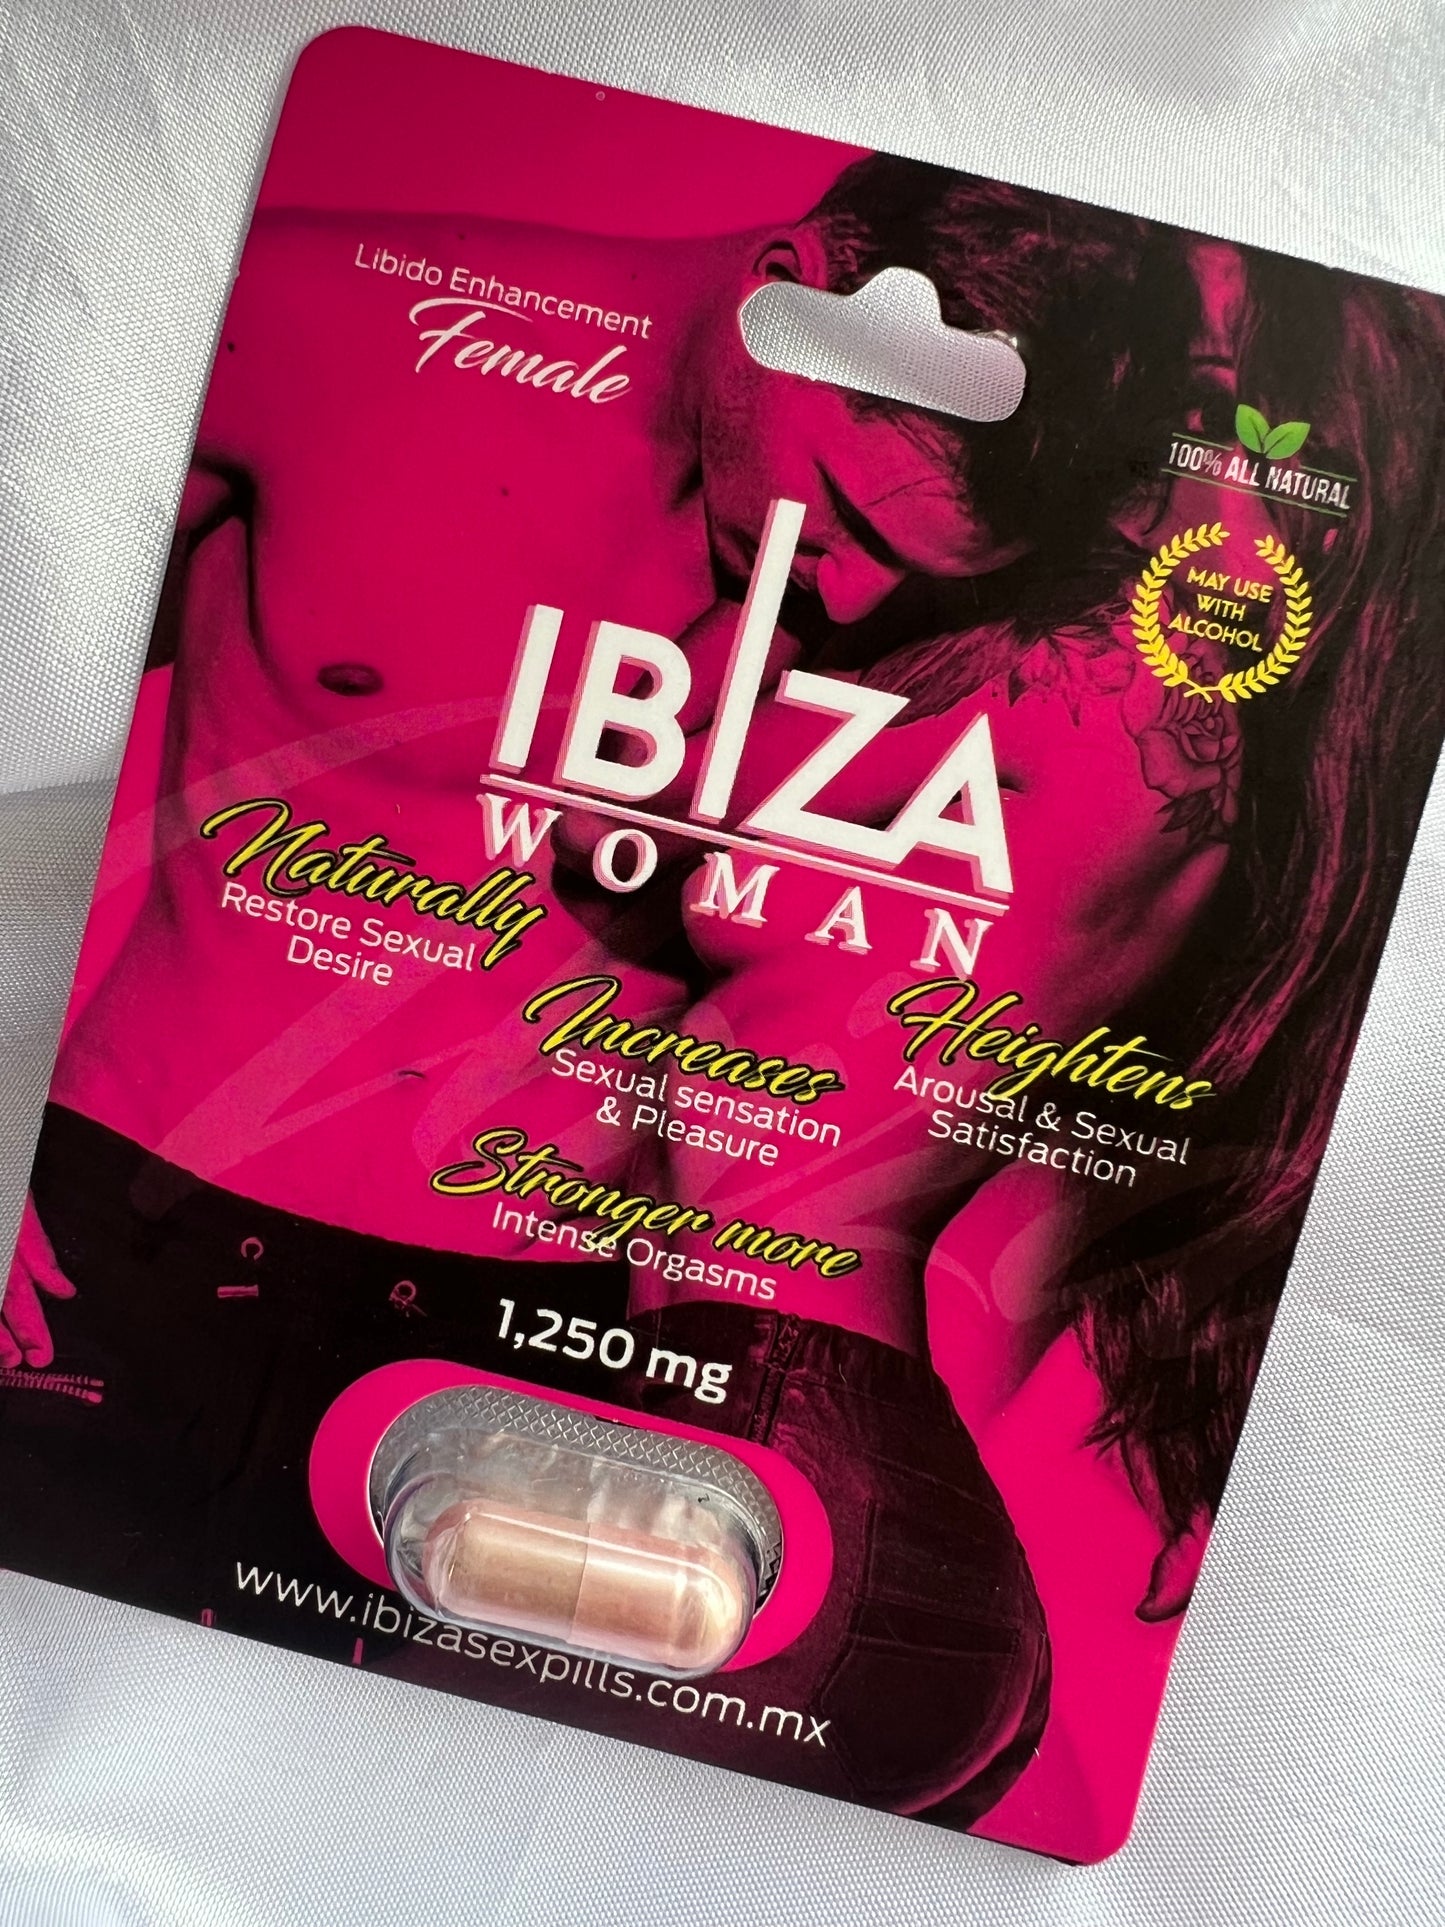 Libido Enhancement
Female
100% ALL NATURAL
MAY USE
WITH
ALCOHOL
IBIZA
WOMAN
Naturally
Restore Sexual
Desire
Increases
Sexual sensation
& Pleasure
Heightens
Arousal & Sexual
Satisfaction
Stronger more
Intense Orgasms
1,250 mg
www.ibizasexpills.com.mx